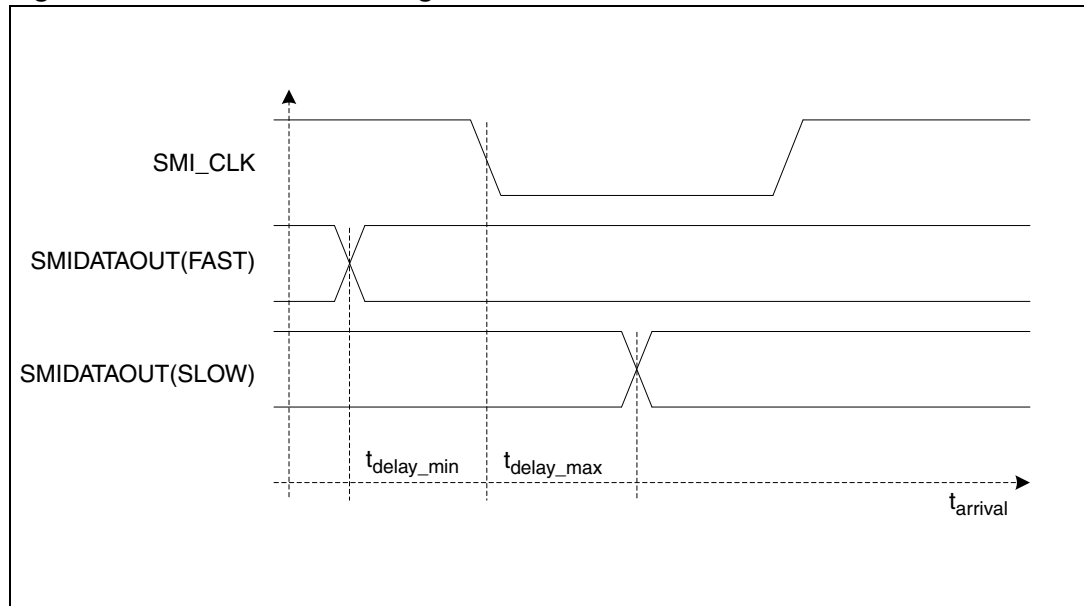 SMI_CLK
SMIDATAOUT(FAST)
SMIDATAOUT(SLOW)
tdelay_min tdelay_max
tarrival